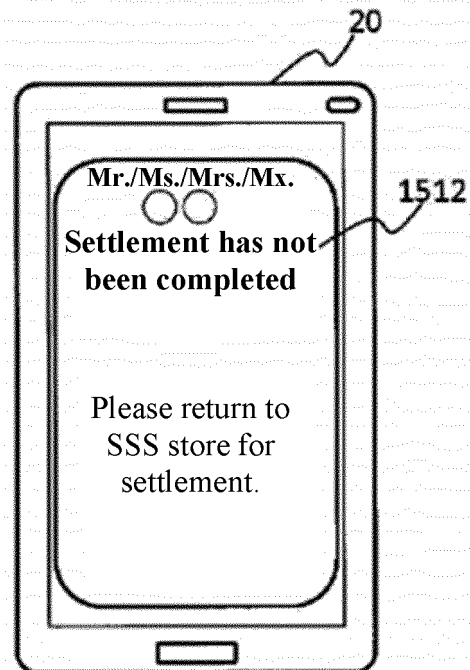 20
Mr./Ms./Mrs./Mx.
○○
1512
Settlement has not
been completed
Please return to
SSS store for
settlement.